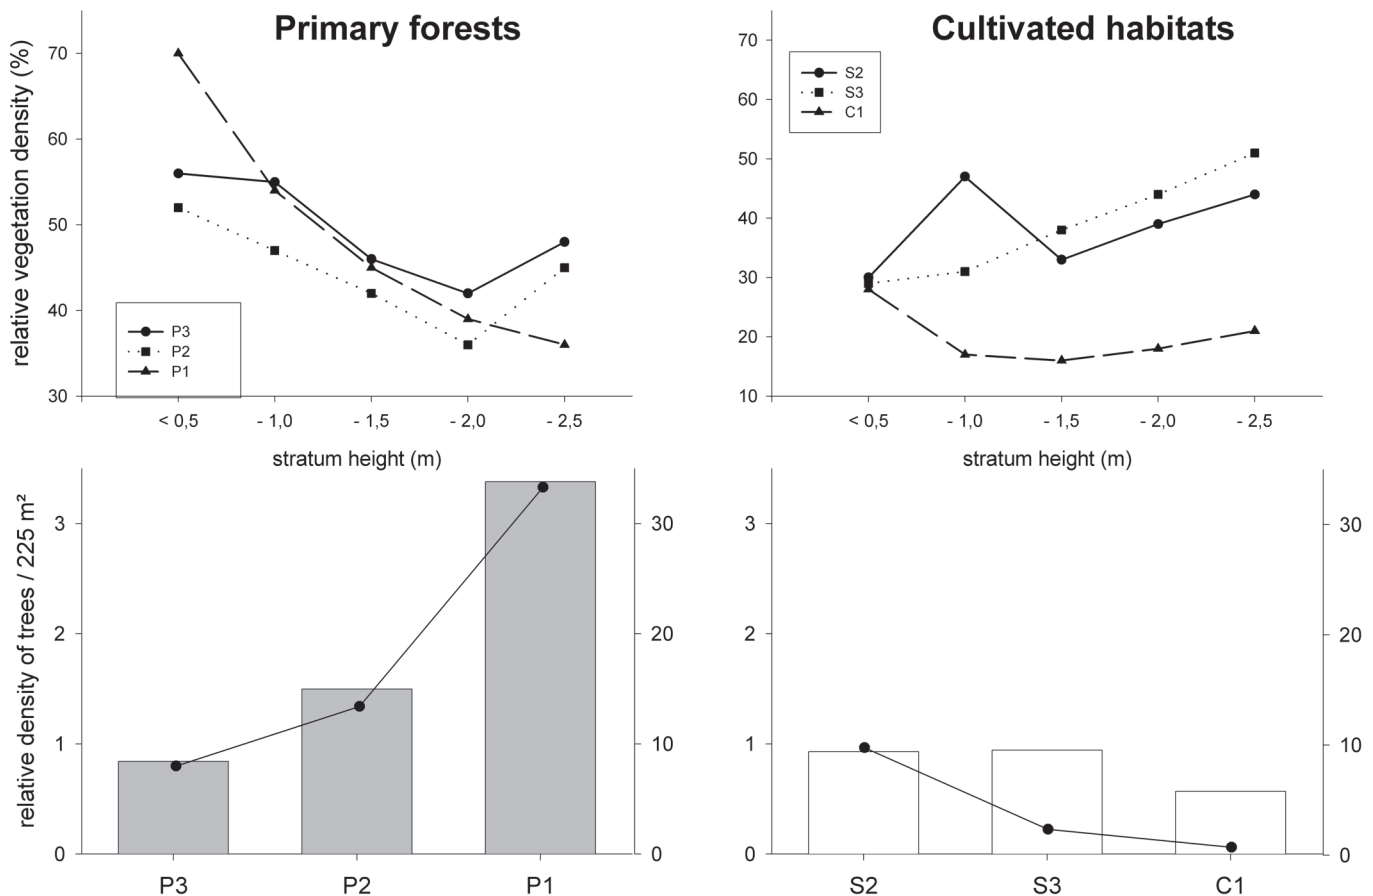 Primary forests
Cultivated habitats
relative vegetation density (%)
70
60
50
40
30
P3
P2
P1
< 0,5
- 1,0
- 1,5
- 2,0
- 2,5
stratum height (m)
70
60
50
40
30
20
10
S2
S3
C1
< 0,5
- 1,0
- 1,5
- 2,0
- 2,5
stratum height (m)
relative density of trees / 225 m²
3
2
1
0
30
20
10
0
P3
P2
P1
3
2
1
0
30
20
10
0
S2
S3
C1